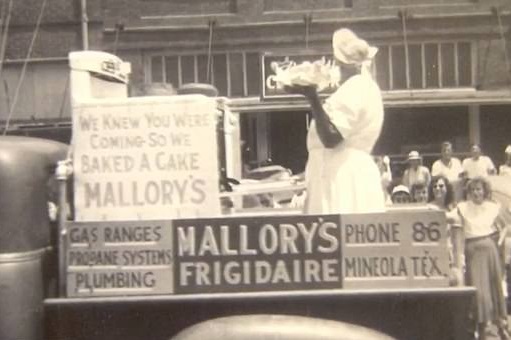 WE KNEW YOU WERE
COMING-SO WE
BAKED A CAKE
MALLORY'S
GAS RANGES
PROPANE SYSTEMS
PLUMBING
MALLORY'S
FRIGIDAIRE
PHONE 86
MINEOLA TEX.